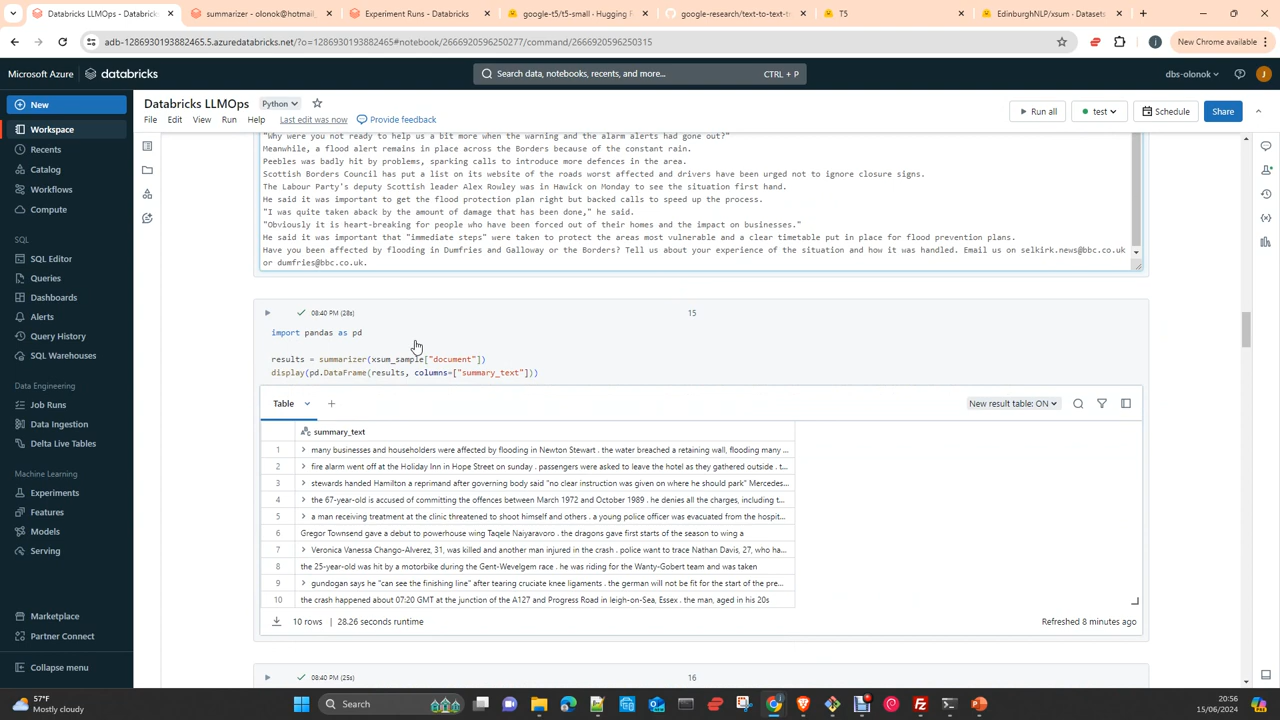 Databricks LLMOps
summarizer - olonok@hotmail_
Experiment Runs - Databricks
google-t5/t5-small · Hugging F
google-research/text-to-text-tr
T5
EdinburghNLP/xsum · Datasets
adb-1286930193882465.5.azuredatabricks.net/?o=1286930193882465#notebook/2666920596250277/command/2666920596250315
New Chrome available
Microsoft Azure
databricks
Search data, notebooks, recents, and more...
CTRL + P
dbs-olonok
J
New
Workspace
Recents
Catalog
Workflows
Compute
SQL
SQL Editor
Queries
Dashboards
Alerts
Query History
SQL Warehouses
Data Engineering
Job Runs
Data Ingestion
Delta Live Tables
Machine Learning
Experiments
Features
Models
Serving
Marketplace
Partner Connect
Collapse menu
Databricks LLMOps
Python
File
Edit
View
Run
Help
Last edit was now
Provide feedback
Run all
test
Schedule
Share
"Why were you not ready to help us a bit more when the warning and the alarm alerts had gone out?"
Meanwhile, a flood alert remains in place across the Borders because of the constant rain.
Peebles was badly hit by problems, sparking calls to introduce more defences in the area.
Scottish Borders Council has put a list on its website of the roads worst affected and drivers have been urged not to ignore closure signs.
The Labour Party's deputy Scottish leader Alex Rowley was in Hawick on Monday to see the situation first hand.
He said it was important to get the flood protection plan right but backed calls to speed up the process.
"I was quite taken aback by the amount of damage that has been done," he said.
"Obviously it is heart-breaking for people who have been forced out of their homes and the impact on businesses."
He said it was important that "immediate steps" were taken to protect the areas most vulnerable and a clear timetable put in place for flood prevention plans.
Have you been affected by flooding in Dumfries and Galloway or the Borders? Tell us about your experience of the situation and how it was handled. Email us on selkirk.news@bbc.co.uk
or dumfries@bbc.co.uk.
08:40 PM (28s)
15
import pandas as pd
results = summarizer(xsum_sample["document"])
display(pd.DataFrame(results, columns=["summary_text"]))
Table
New result table: ON
summary_text
1 many businesses and householders were affected by flooding in Newton Stewart . the water breached a retaining wall, flooding many ...
2 fire alarm went off at the Holiday Inn in Hope Street on sunday . passengers were asked to leave the hotel as they gathered outside . t...
3 stewards handed Hamilton a reprimand after governing body said "no clear instruction was given on where he should park" Mercedes...
4 the 67-year-old is accused of committing the offences between March 1972 and October 1989 . he denies all the charges, including t...
5 a man receiving treatment at the clinic threatened to shoot himself and others . a young police officer was evacuated from the hospit...
6 Gregor Townsend gave a debut to powerhouse wing Taqele Naiyaravoro . the dragons gave first starts of the season to wing a
7 Veronica Vanessa Chango-Alverez, 31, was killed and another man injured in the crash . police want to trace Nathan Davis, 27, who ha...
8 the 25-year-old was hit by a motorbike during the Gent-Wevelgem race . he was riding for the Wanty-Gobert team and was taken
9 gundogan says he "can see the finishing line" after tearing cruciate knee ligaments . the german will not be fit for the start of the pre...
10 the crash happened about 07:20 GMT at the junction of the A127 and Progress Road in leigh-on-Sea, Essex . the man, aged in his 20s
10 rows | 28.26 seconds runtime
Refreshed 8 minutes ago
08:40 PM (25s)
16
57°F
Mostly cloudy
Search
20:56
15/06/2024